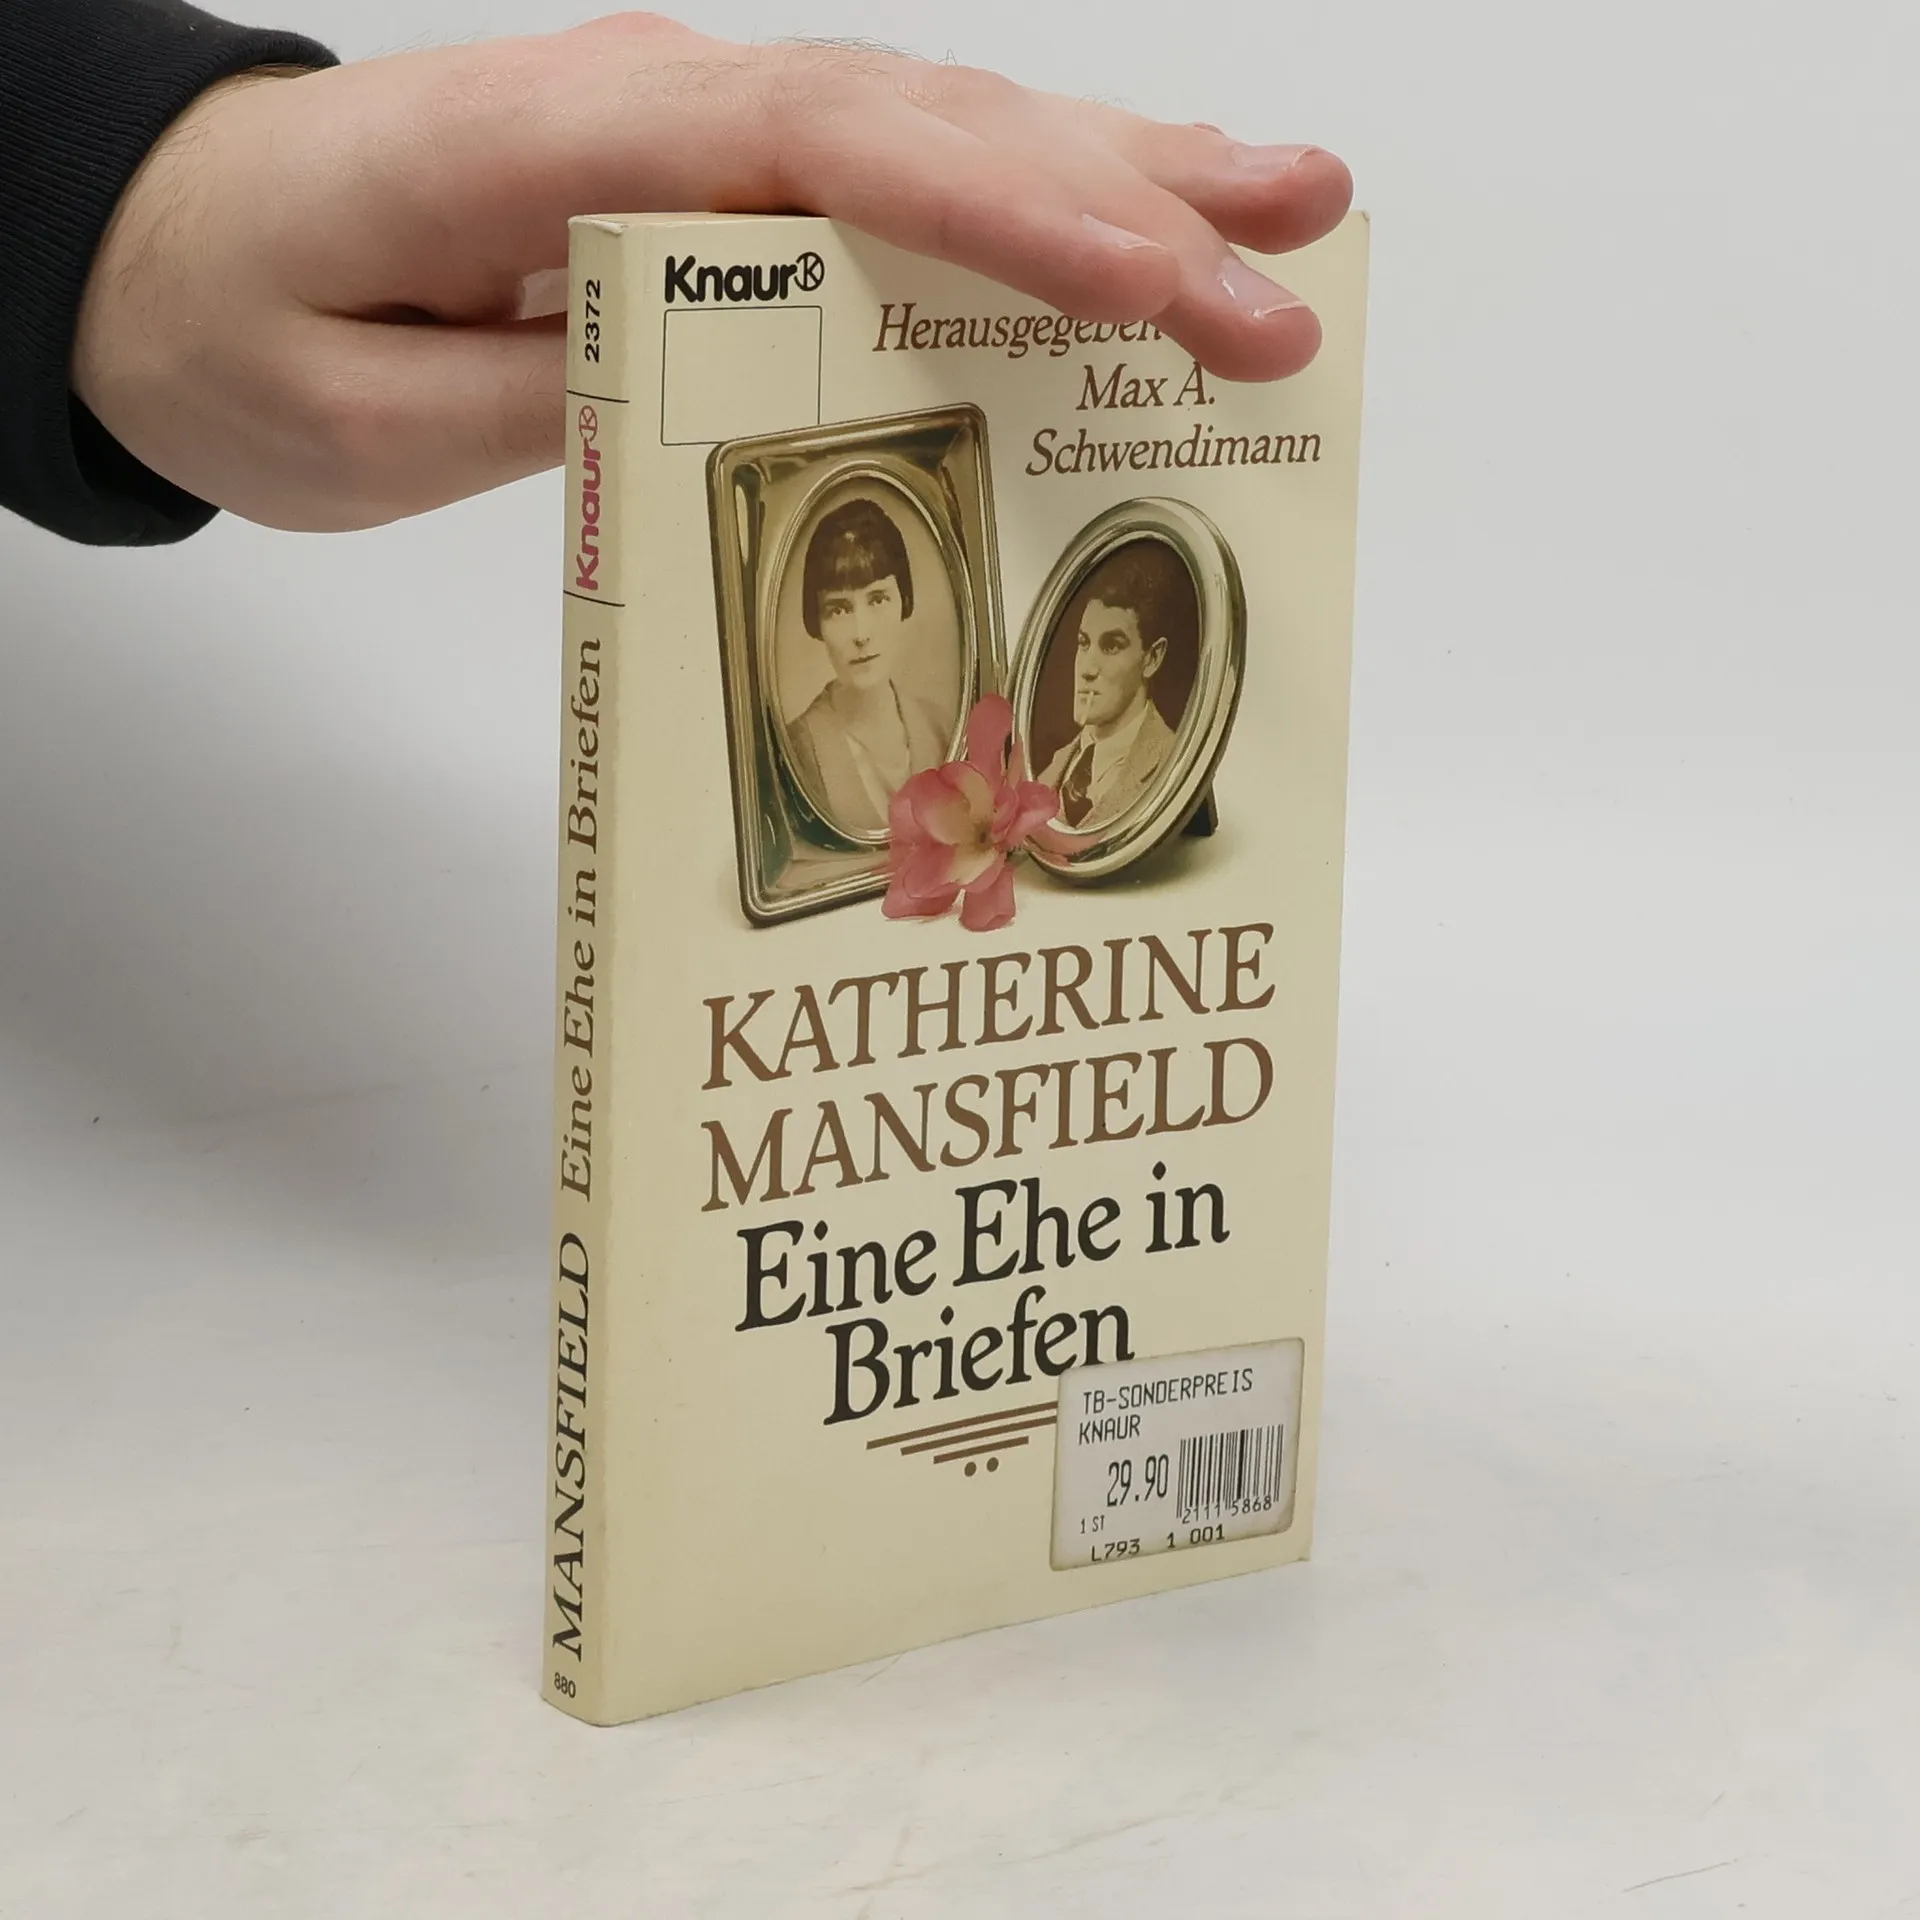 Knaur
Herausgegeben
Max A.
Schwendimann
KATHERINE
MANSFIELD
Eine Ehe in
Briefen
TB-SONDERPREIS
KNAUR
29.90
2111 5868
1 ST
L793 1 001
2372
Knaur
MANSFIELD Eine Ehe in Briefen
880